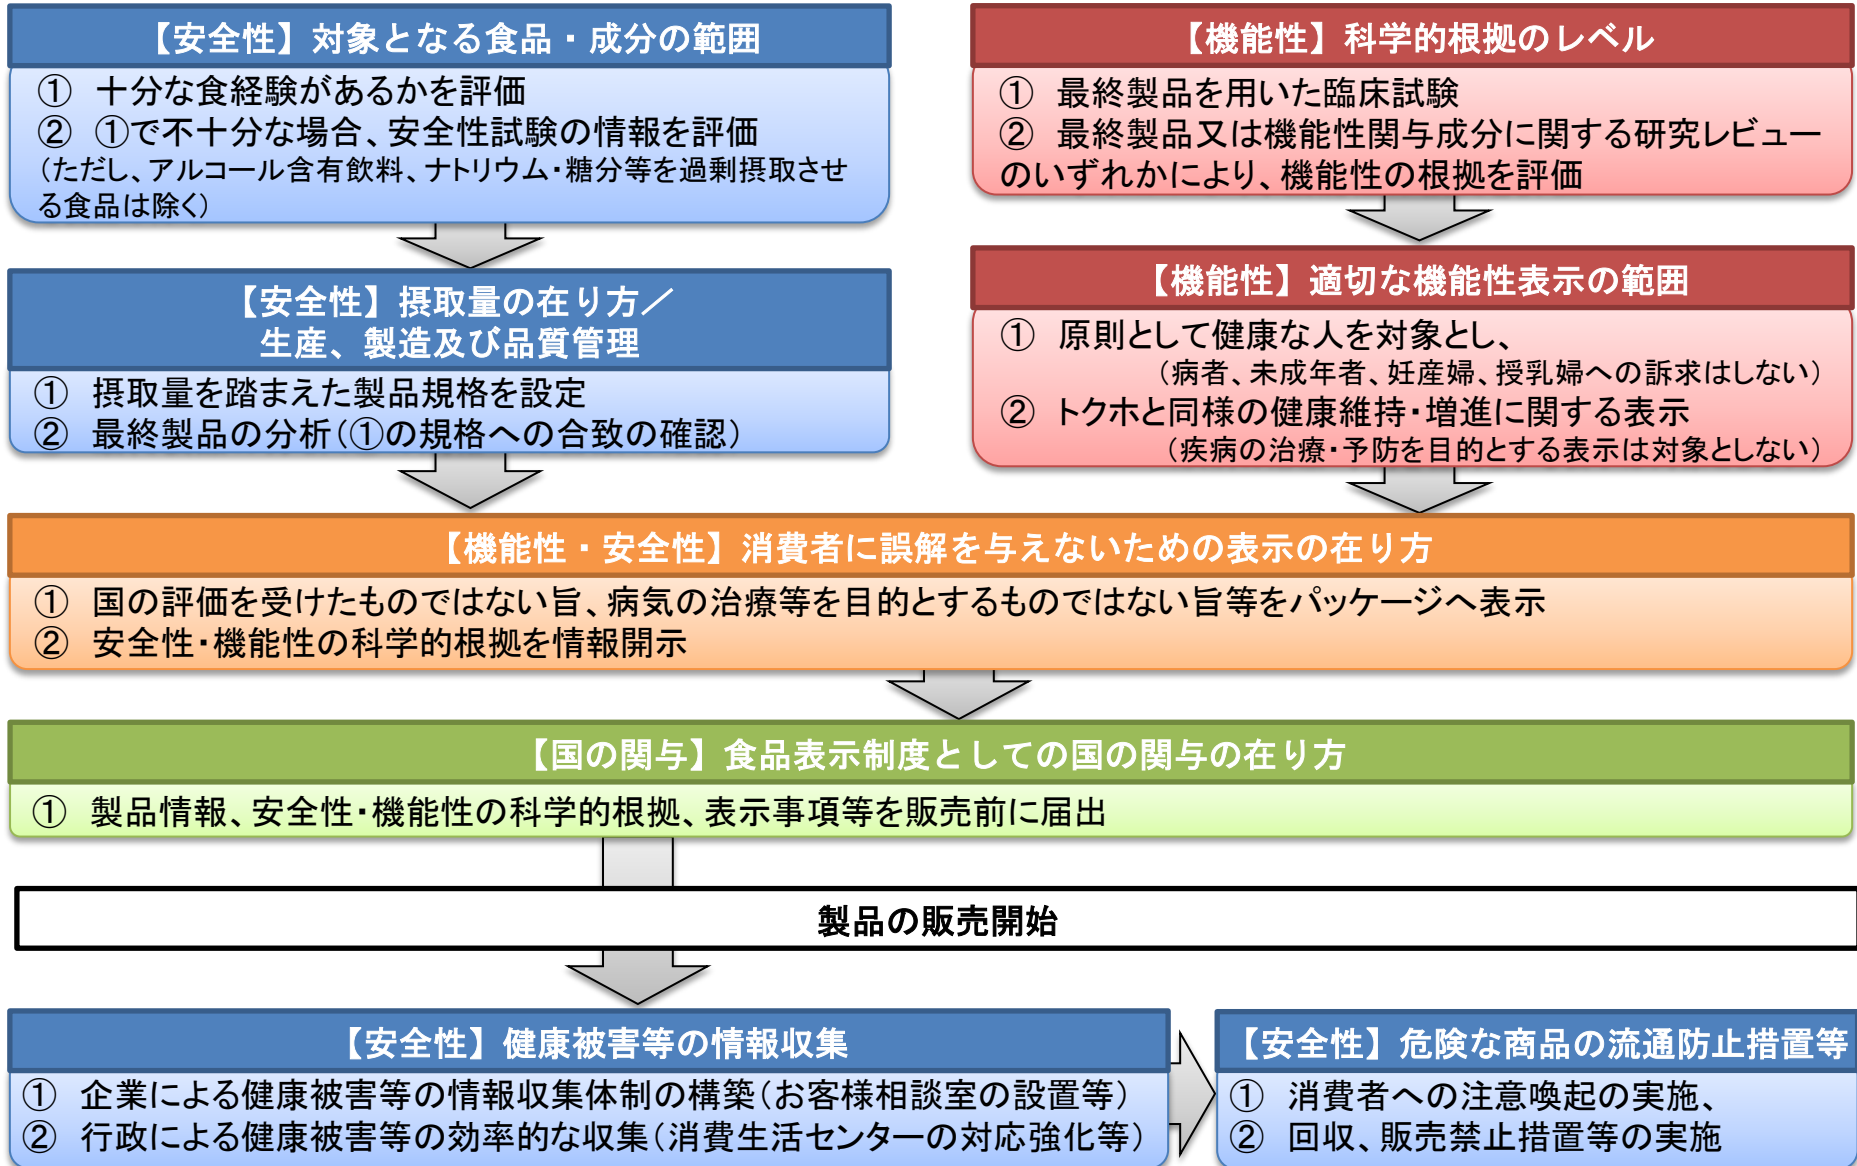 【安全性】対象となる食品・成分の範囲
① 十分な食経験があるかを評価
② ①で不十分な場合、安全性試験の情報を評価
（ただし、アルコール含有飲料、ナトリウム・糖分等を過剰摂取させ
る食品は除く）
【機能性】科学的根拠のレベル
① 最終製品を用いた臨床試験
② 最終製品又は機能性関与成分に関する研究レビュー
のいずれかにより、機能性の根拠を評価
【安全性】摂取量の在り方／
生産、製造及び品質管理
① 摂取量を踏まえた製品規格を設定
② 最終製品の分析（①の規格への合致の確認）
【機能性】適切な機能性表示の範囲
① 原則として健康な人を対象とし、
（病者、未成年者、妊産婦、授乳婦への訴求はしない）
② トクホと同様の健康維持・増進に関する表示
（疾病の治療・予防を目的とする表示は対象としない）
【機能性・安全性】消費者に誤解を与えないための表示の在り方
① 国の評価を受けたものではない旨、病気の治療等を目的とするものではない旨等をパッケージへ表示
② 安全性・機能性の科学的根拠を情報開示
【国の関与】食品表示制度としての国の関与の在り方
① 製品情報、安全性・機能性の科学的根拠、表示事項等を販売前に届出
製品の販売開始
【安全性】健康被害等の情報収集
① 企業による健康被害等の情報収集体制の構築（お客様相談室の設置等）
② 行政による健康被害等の効率的な収集（消費生活センターの対応強化等）
【安全性】危険な商品の流通防止措置等
① 消費者への注意喚起の実施、
② 回収、販売禁止措置等の実施